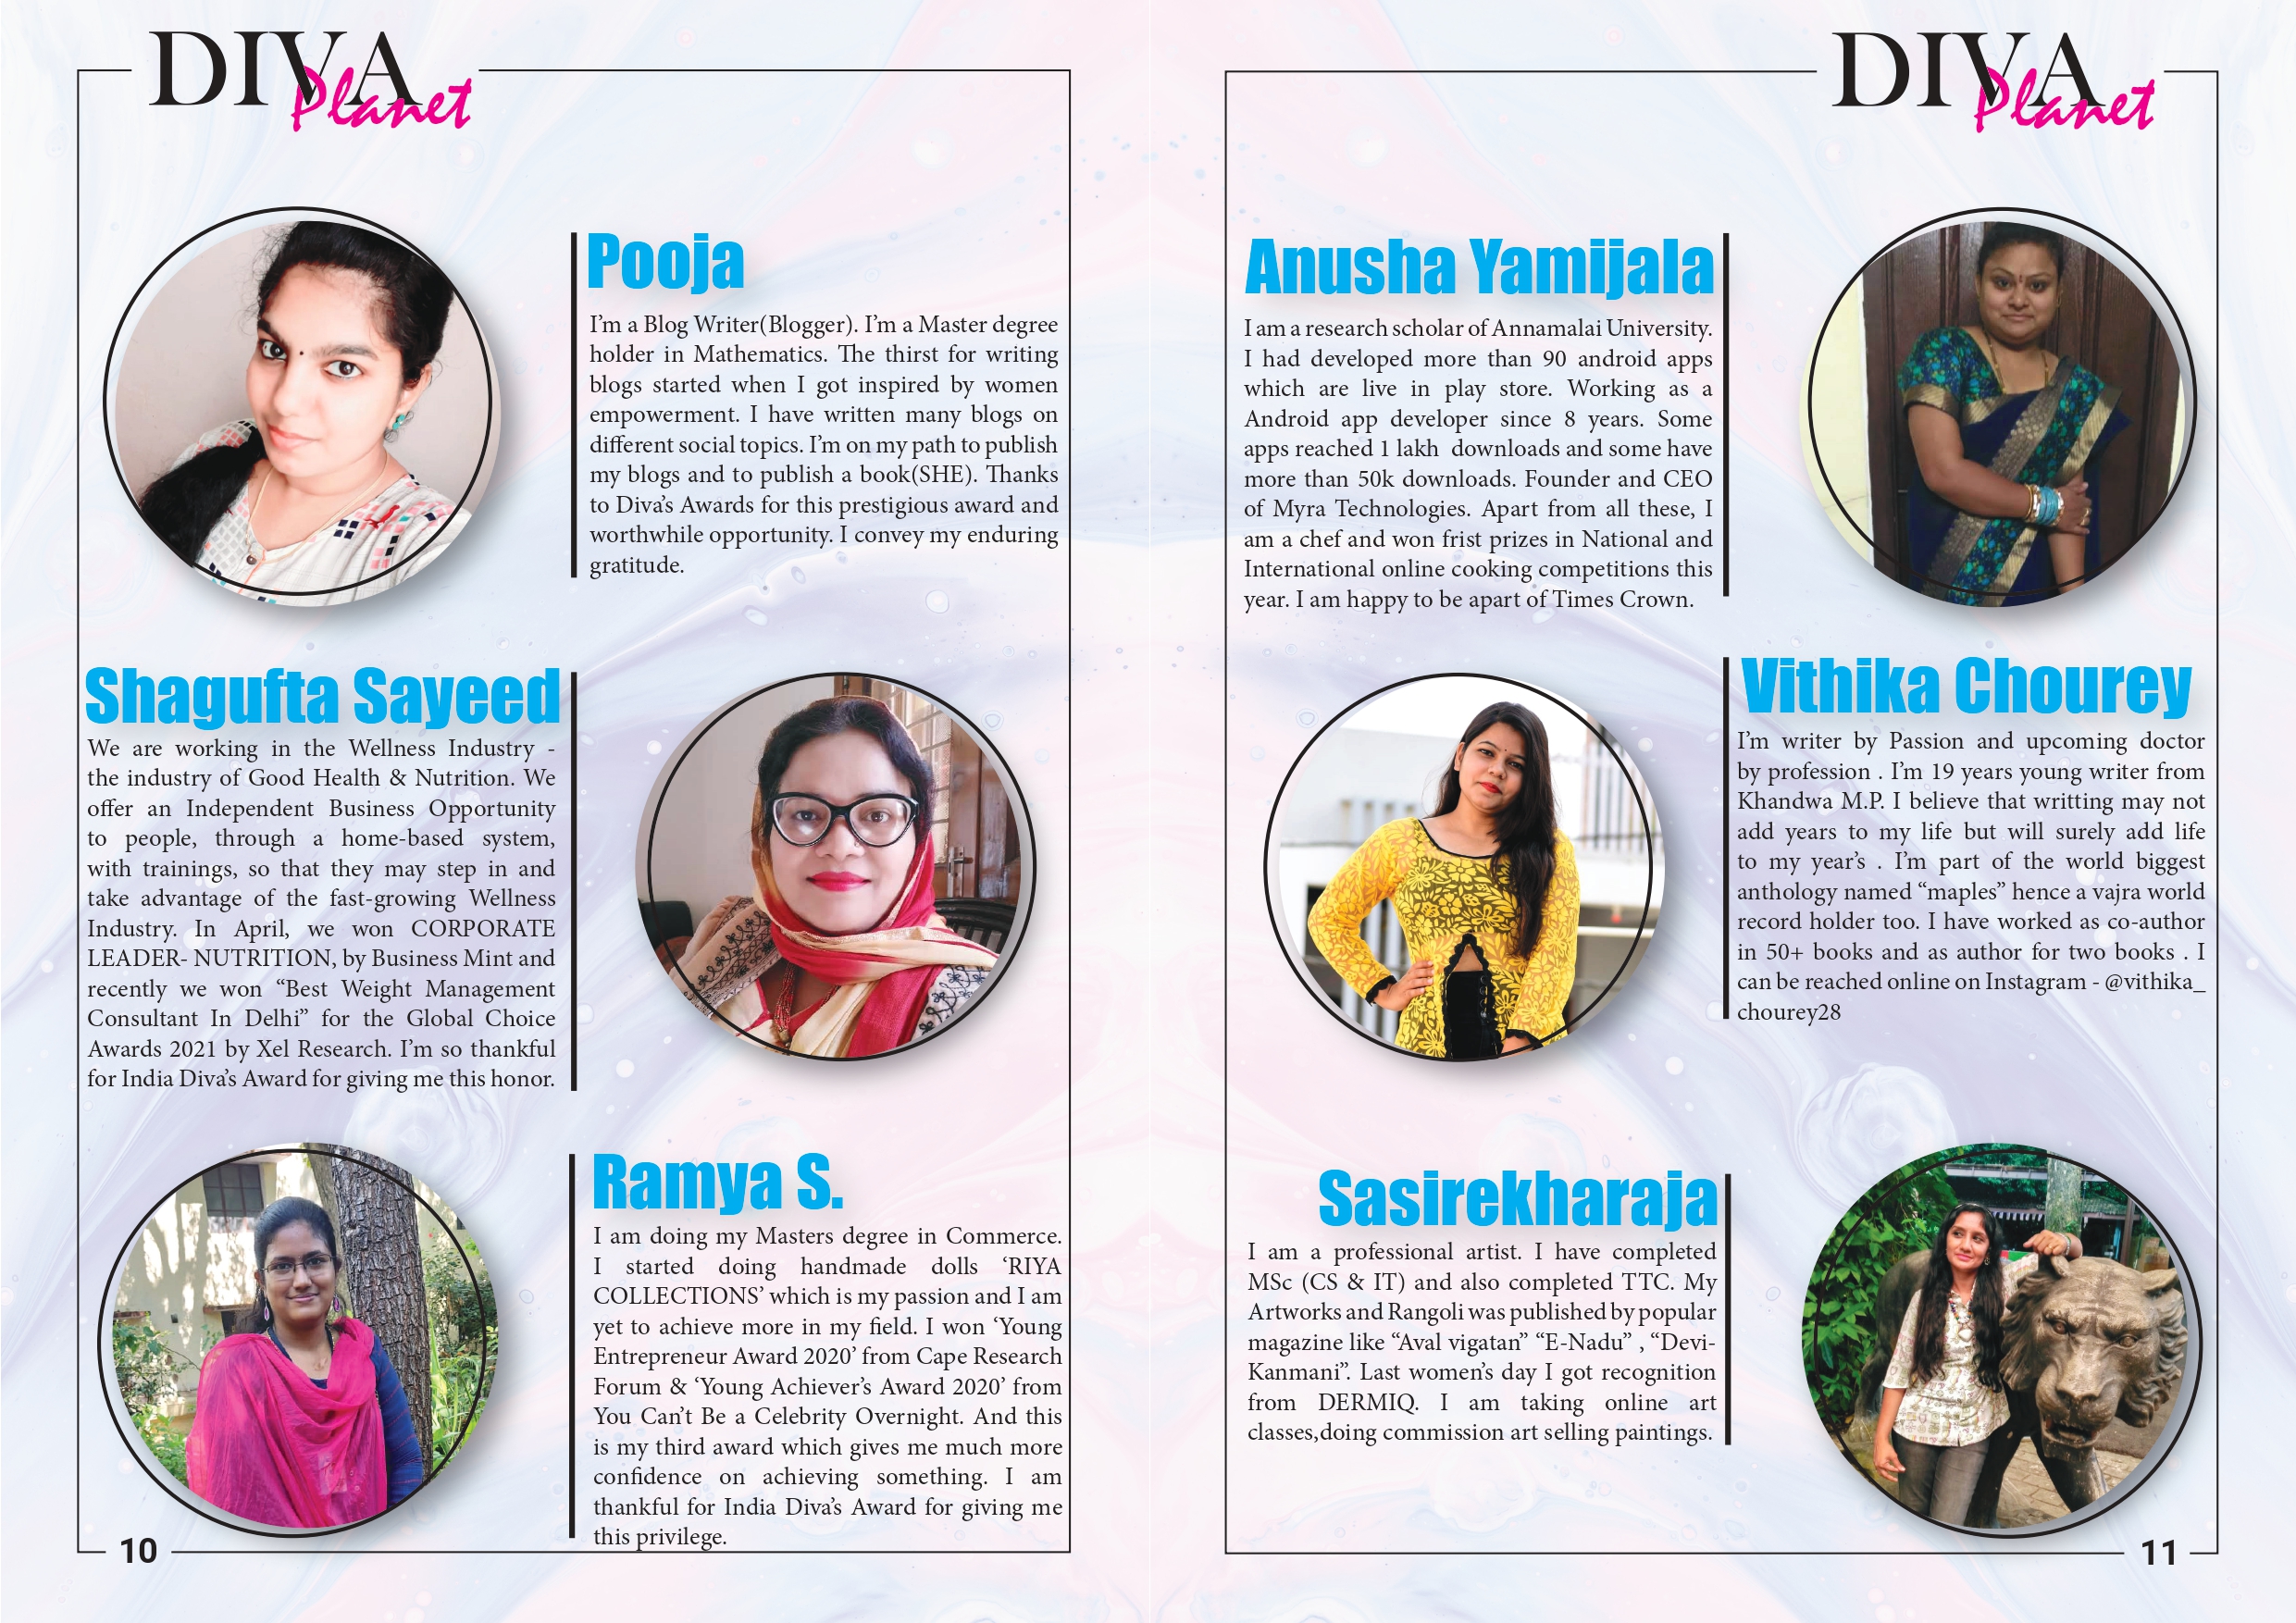 DIVA
Planet
Pooja
I’m a Blog Writer(Blogger). I’m a Master degree
holder in Mathematics. The thirst for writing
blogs started when I got inspired by women
empowerment. I have written many blogs on
different social topics. I’m on my path to publish
my blogs and to publish a book(SHE). Thanks
to Diva’s Awards for this prestigious award and
worthwhile opportunity. I convey my enduring
gratitude.
Shagufta Sayeed
We are working in the Wellness Industry -
the industry of Good Health & Nutrition. We
offer an Independent Business Opportunity
to people, through a home-based system,
with trainings, so that they may step in and
take advantage of the fast-growing Wellness
Industry. In April, we won CORPORATE
LEADER- NUTRITION, by Business Mint and
recently we won “Best Weight Management
Consultant In Delhi” for the Global Choice
Awards 2021 by Xel Research. I’m so thankful
for India Diva’s Award for giving me this honor.
Ramya S.
I am doing my Masters degree in Commerce.
I started doing handmade dolls ‘RIYA
COLLECTIONS’ which is my passion and I am
yet to achieve more in my field. I won ‘Young
Entrepreneur Award 2020’ from Cape Research
Forum & ‘Young Achiever’s Award 2020’ from
You Can’t Be a Celebrity Overnight. And this
is my third award which gives me much more
confidence on achieving something. I am
thankful for India Diva’s Award for giving me
this privilege.
10
DIVA
Planet
Anusha Yamijala
I am a research scholar of Annamalai University.
I had developed more than 90 android apps
which are live in play store. Working as a
Android app developer since 8 years. Some
apps reached 1 lakh downloads and some have
more than 50k downloads. Founder and CEO
of Myra Technologies. Apart from all these, I
am a chef and won frist prizes in National and
International online cooking competitions this
year. I am happy to be apart of Times Crown.
Vithika Chourey
I’m writer by Passion and upcoming doctor
by profession . I’m 19 years young writer from
Khandwa M.P. I believe that writting may not
add years to my life but will surely add life
to my year’s . I’m part of the world biggest
anthology named “maples” hence a vajra world
record holder too. I have worked as co-author
in 50+ books and as author for two books . I
can be reached online on Instagram - @vithika_
chourey28
Sasirekharaja
I am a professional artist. I have completed
MSc (CS & IT) and also completed TTC. My
Artworks and Rangoli was published by popular
magazine like “Aval vigatan” “E-Nadu” , “Devi-
Kanmani”. Last women’s day I got recognition
from DERMIQ. I am taking online art
classes,doing commission art selling paintings.
11